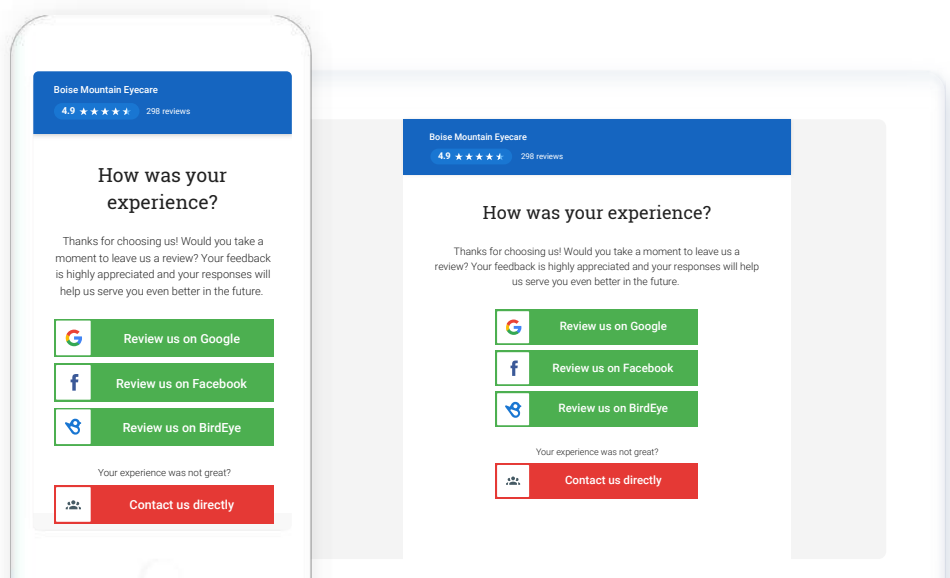 Boise Mountain Eyecare
4.9
298 reviews
How was your
experience?
Thanks for choosing us! Would you take a
moment to leave us a review? Your feedback
is highly appreciated and your responses will
help us serve you even better in the future.
Review us on Google
Review us on Facebook
Review us on BirdEye
Your experience was not great?
Contact us directly
Boise Mountain Eyecare
4.9
298 reviews
How was your experience?
Thanks for choosing us! Would you take a moment to leave us a
review? Your feedback is highly appreciated and your responses will help
us serve you even better in the future.
Review us on Google
Review us on Facebook
Review us on BirdEye
Your experience was not great?
Contact us directly